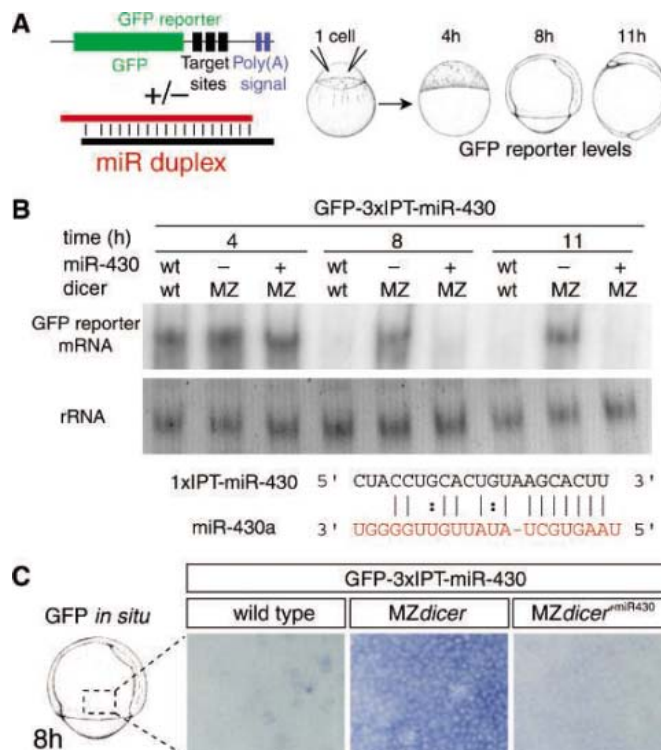 A
GFP reporter
GFP
Target sites
Poly(A) signal
+/−
miR duplex
1 cell
4h
8h
11h
GFP reporter levels
B
GFP-3xIPT-miR-430
time (h) 4 8 11
miR-430 wt − + wt − + wt − +
dicer wt MZ MZ wt MZ MZ wt MZ MZ
GFP reporter mRNA
rRNA
1xIPT-miR-430 5' CUACCUGCACUGUAAGCACUU 3'
miR-430a 3' UGGGGUUGUUAUA-UCGUGAAU 5'
C
GFP-3xIPT-miR-430
GFP in situ
wild type
MZdicer
MZdicer+miR430
8h